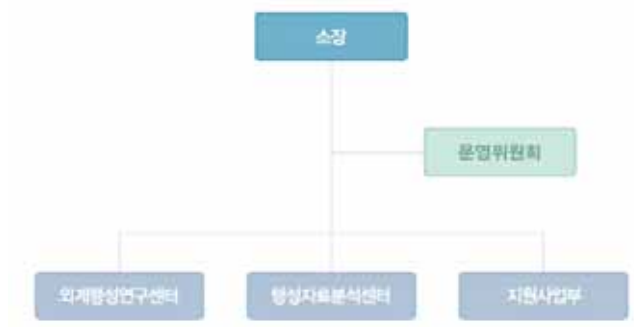 소장
운영위원회
외계행성연구센터
행성자료분석센터
지원사업부